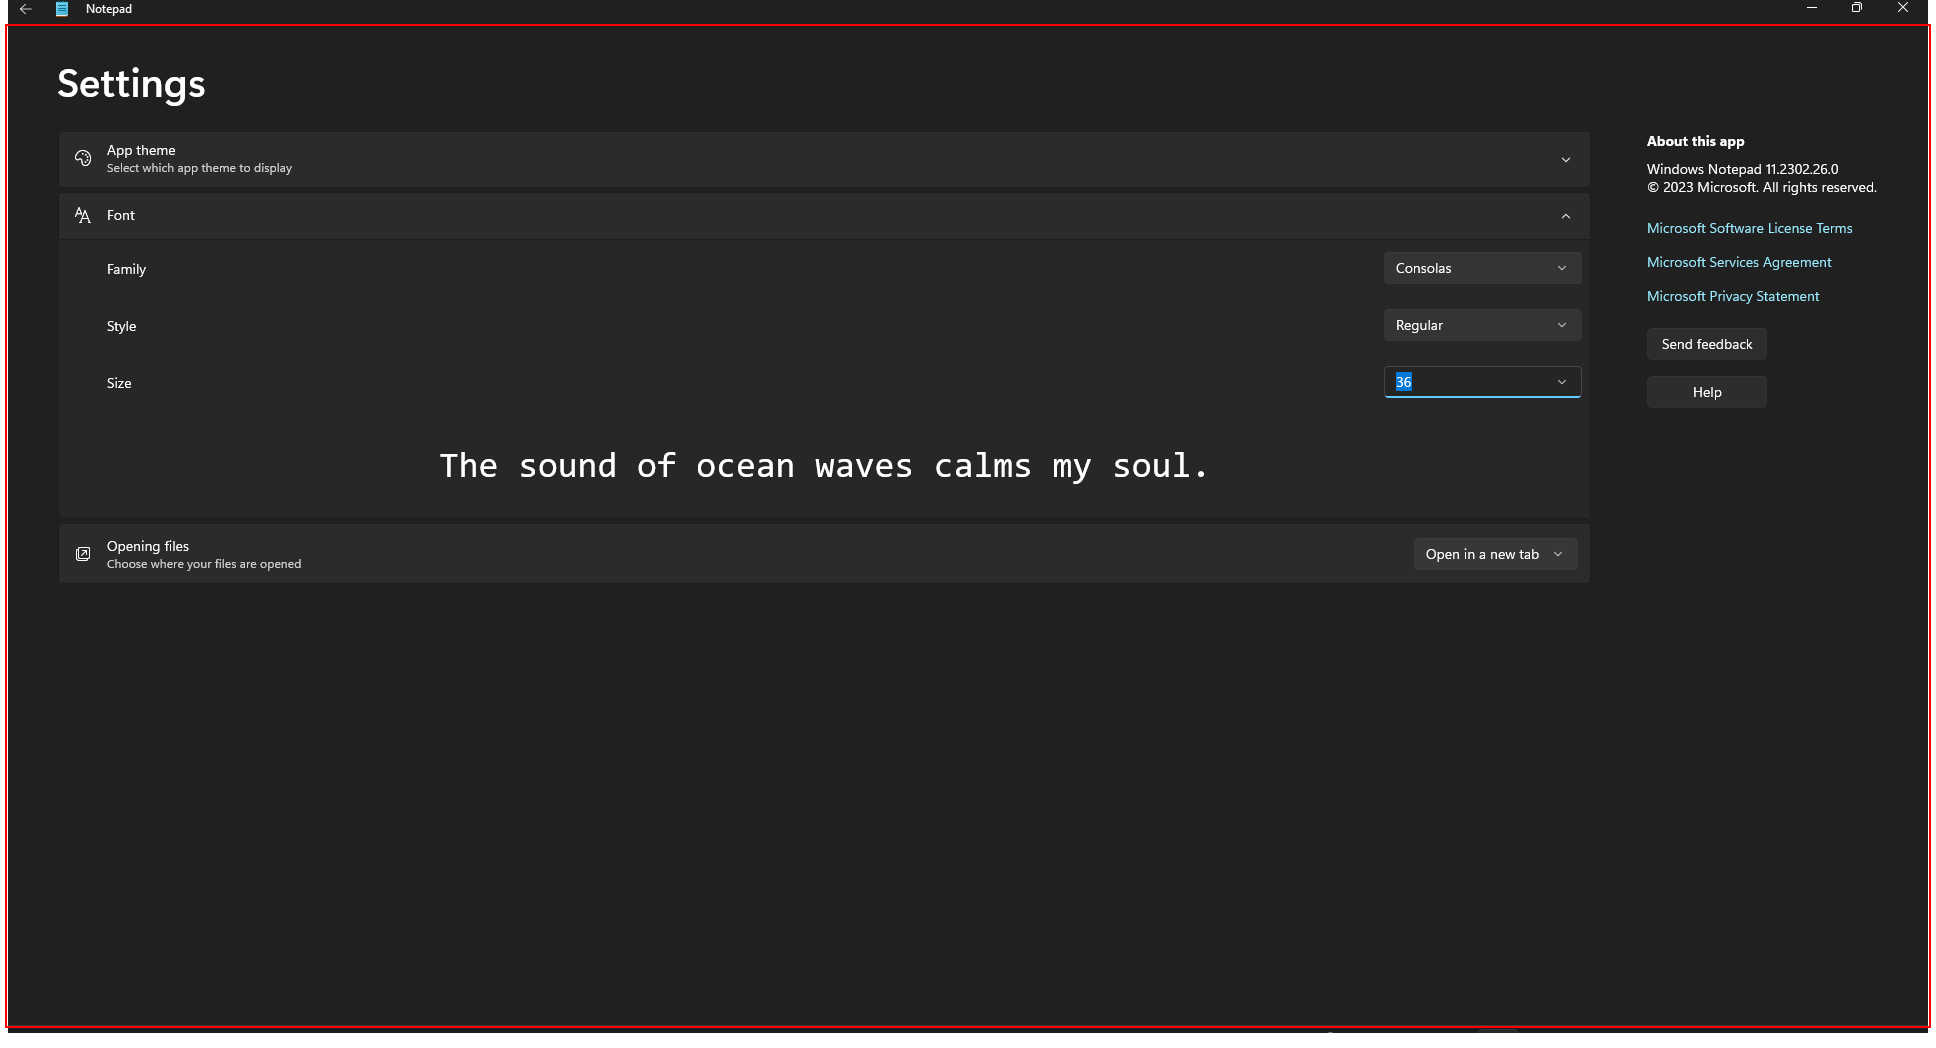 Notepad
Settings
App theme
Select which app theme to display
Font
Family
Consolas
Style
Regular
Size
36
The sound of ocean waves calms my soul.
Opening files
Choose where your files are opened
Open in a new tab
About this app
Windows Notepad 11.2302.26.0
© 2023 Microsoft. All rights reserved.
Microsoft Software License Terms
Microsoft Services Agreement
Microsoft Privacy Statement
Send feedback
Help